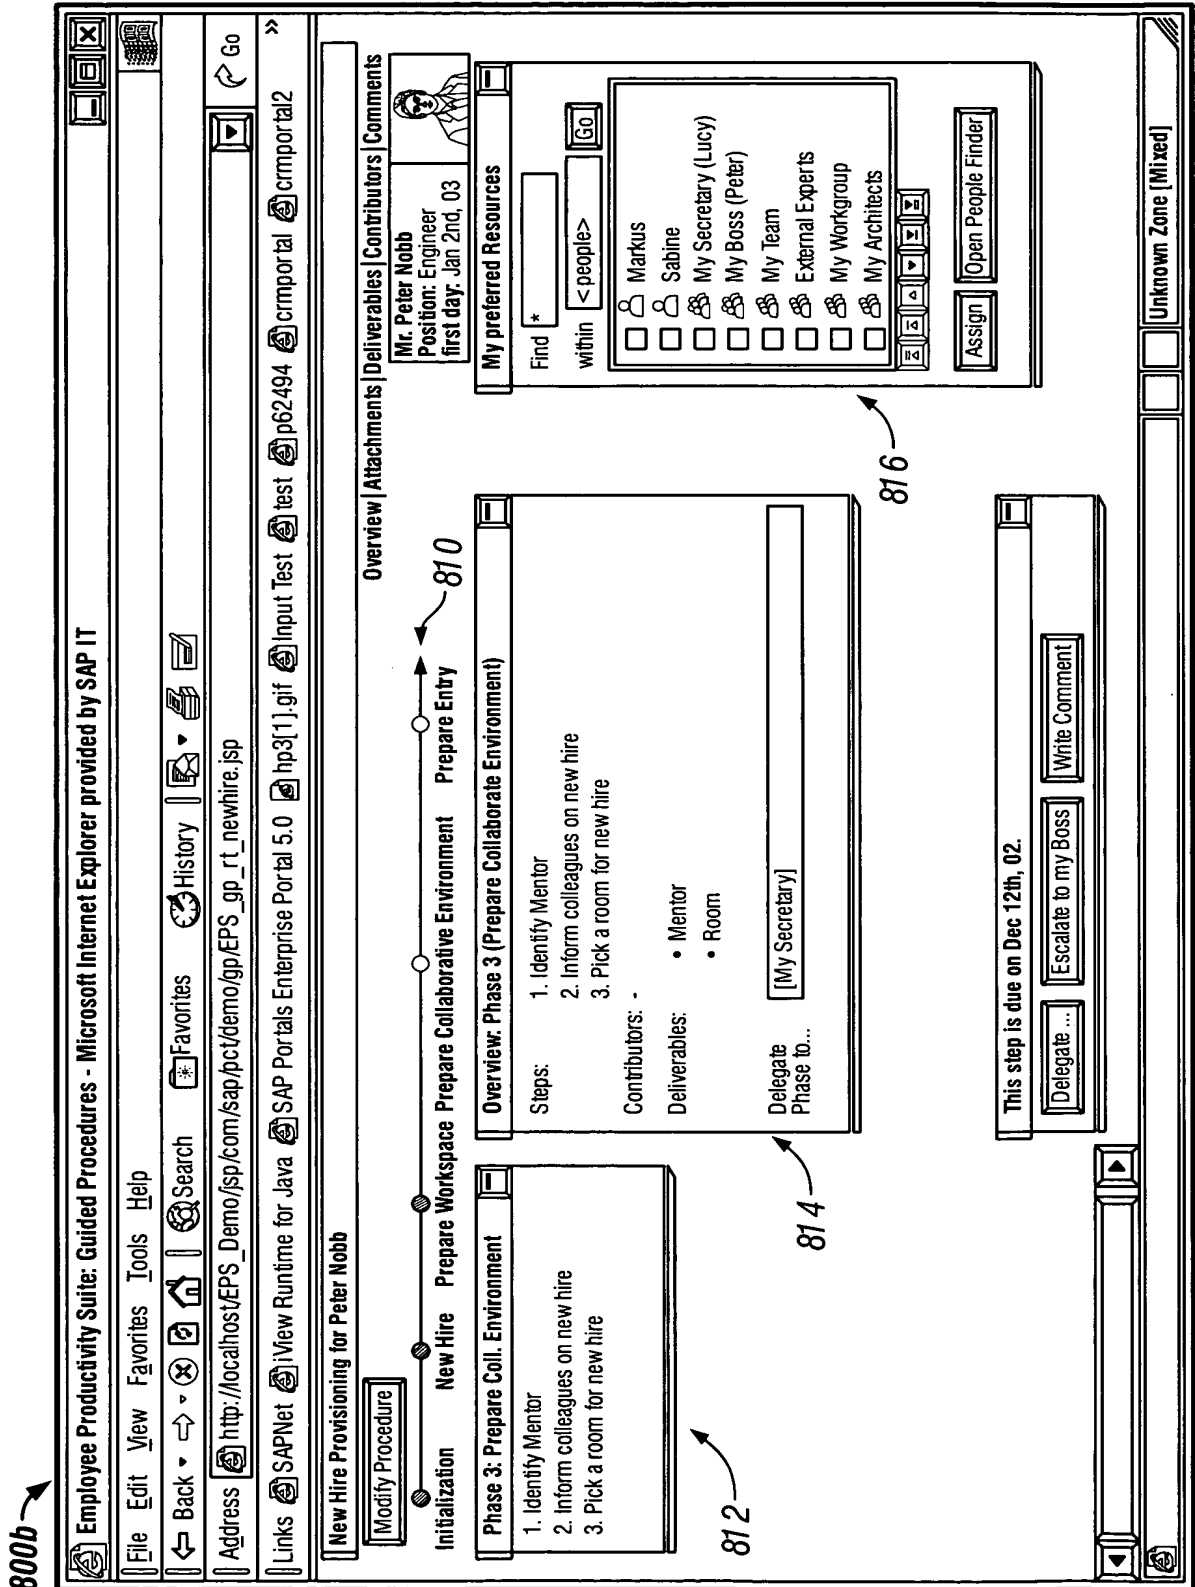 800b
Employee Productivity Suite: Guided Procedures - Microsoft Internet Explorer provided by SAP IT
File Edit View Favorites Tools Help
Back Search Favorites History
Address http://localhost/EPS_Demo/jsp/com/sap/pct/demo/gp/EPS_gp_rt_newhire.jsp Go
Links SAPNet iView Runtime for Java SAP Portals Enterprise Portal 5.0 hp3[1].gif Input Test test p62494 crmportal crmportal2 »
New Hire Provisioning for Peter Nobb
Overview|Attachments|Deliverables|Contributors|Comments
Modify Procedure
Mr. Peter Nobb
Position: Engineer
first day: Jan 2nd, 03
810
Initialization New Hire Prepare Workspace Prepare Collaborative Environment Prepare Entry
Phase 3: Prepare Coll. Environment
1. Identify Mentor
2. Inform colleagues on new hire
3. Pick a room for new hire
812
Overview: Phase 3 (Prepare Collaborate Environment)
Steps: 1. Identify Mentor
2. Inform colleagues on new hire
3. Pick a room for new hire
Contributors: -
Deliverables: • Mentor
• Room
Delegate
Phase to... [My Secretary]
814
My preferred Resources
Find *
within <people> Go
Markus
Sabine
My Secretary (Lucy)
My Boss (Peter)
My Team
External Experts
My Workgroup
My Architects
Assign Open People Finder
816
This step is due on Dec 12th, 02.
Delegate ... Escalate to my Boss Write Comment
Unknown Zone [Mixed]